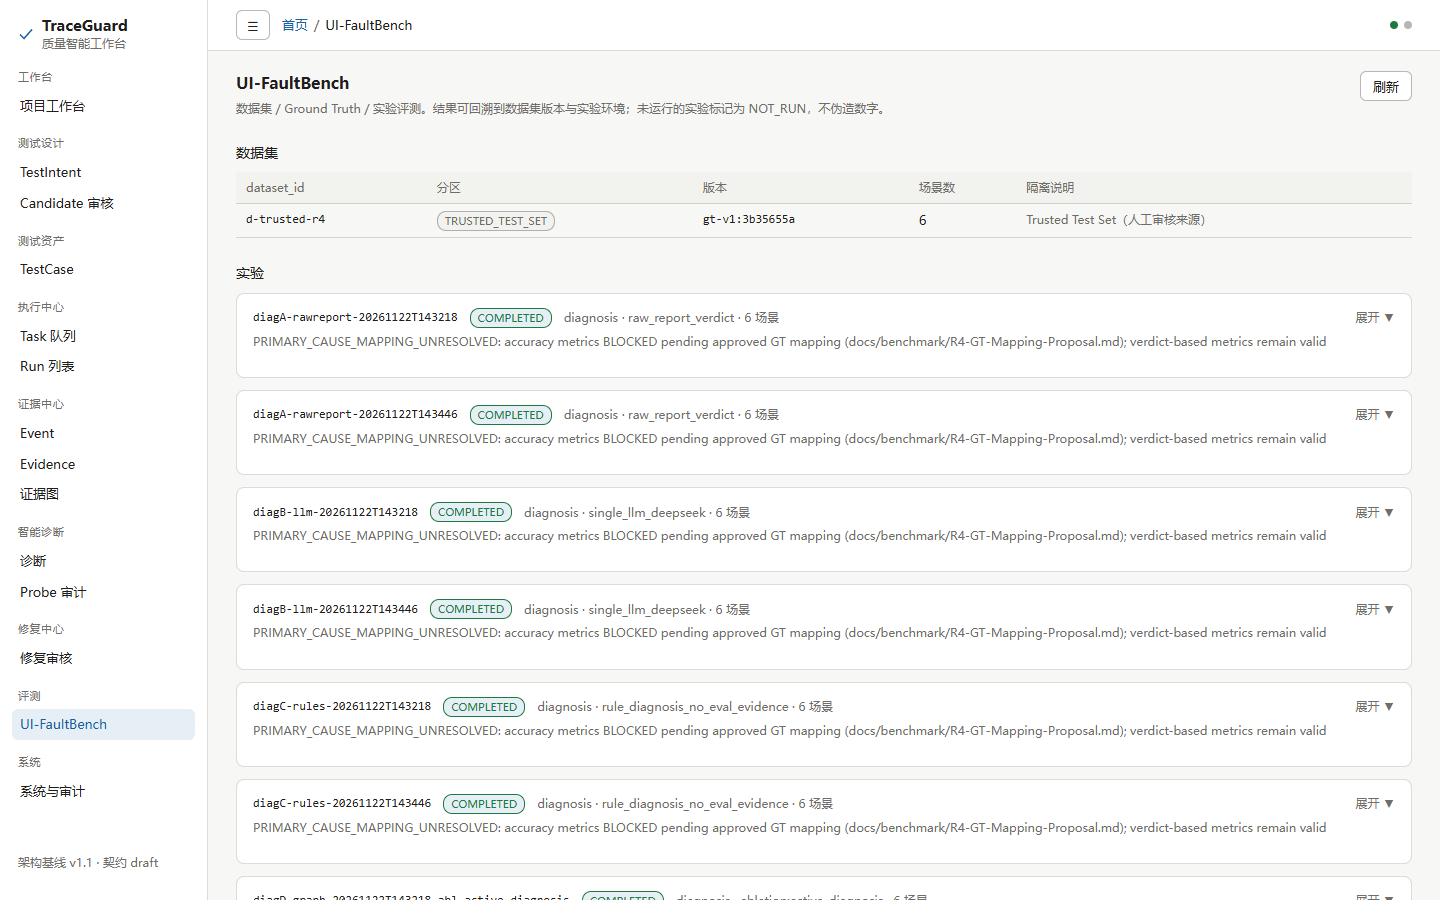 TraceGuard
质量智能工作台
工作台
项目工作台
测试设计
TestIntent
Candidate 审核
测试资产
TestCase
执行中心
Task 队列
Run 列表
证据中心
Event
Evidence
证据图
智能诊断
诊断
Probe 审计
修复中心
修复审核
评测
UI-FaultBench
系统
系统与审计
架构基线 v1.1 · 契约 draft
☰ 首页 / UI-FaultBench
UI-FaultBench
刷新
数据集 / Ground Truth / 实验评测。结果可回溯到数据集版本与实验环境；未运行的实验标记为 NOT_RUN，不伪造数字。
数据集
dataset_id 分区 版本 场景数 隔离说明
d-trusted-r4 TRUSTED_TEST_SET gt-v1:3b35655a 6 Trusted Test Set（人工审核来源）
实验
diagA-rawreport-20261122T143218 COMPLETED diagnosis · raw_report_verdict · 6 场景 展开 ▼
PRIMARY_CAUSE_MAPPING_UNRESOLVED: accuracy metrics BLOCKED pending approved GT mapping (docs/benchmark/R4-GT-Mapping-Proposal.md); verdict-based metrics remain valid
diagA-rawreport-20261122T143446 COMPLETED diagnosis · raw_report_verdict · 6 场景 展开 ▼
PRIMARY_CAUSE_MAPPING_UNRESOLVED: accuracy metrics BLOCKED pending approved GT mapping (docs/benchmark/R4-GT-Mapping-Proposal.md); verdict-based metrics remain valid
diagB-llm-20261122T143218 COMPLETED diagnosis · single_llm_deepseek · 6 场景 展开 ▼
PRIMARY_CAUSE_MAPPING_UNRESOLVED: accuracy metrics BLOCKED pending approved GT mapping (docs/benchmark/R4-GT-Mapping-Proposal.md); verdict-based metrics remain valid
diagB-llm-20261122T143446 COMPLETED diagnosis · single_llm_deepseek · 6 场景 展开 ▼
PRIMARY_CAUSE_MAPPING_UNRESOLVED: accuracy metrics BLOCKED pending approved GT mapping (docs/benchmark/R4-GT-Mapping-Proposal.md); verdict-based metrics remain valid
diagC-rules-20261122T143218 COMPLETED diagnosis · rule_diagnosis_no_eval_evidence · 6 场景 展开 ▼
PRIMARY_CAUSE_MAPPING_UNRESOLVED: accuracy metrics BLOCKED pending approved GT mapping (docs/benchmark/R4-GT-Mapping-Proposal.md); verdict-based metrics remain valid
diagC-rules-20261122T143446 COMPLETED diagnosis · rule_diagnosis_no_eval_evidence · 6 场景 展开 ▼
PRIMARY_CAUSE_MAPPING_UNRESOLVED: accuracy metrics BLOCKED pending approved GT mapping (docs/benchmark/R4-GT-Mapping-Proposal.md); verdict-based metrics remain valid
COMPLETED